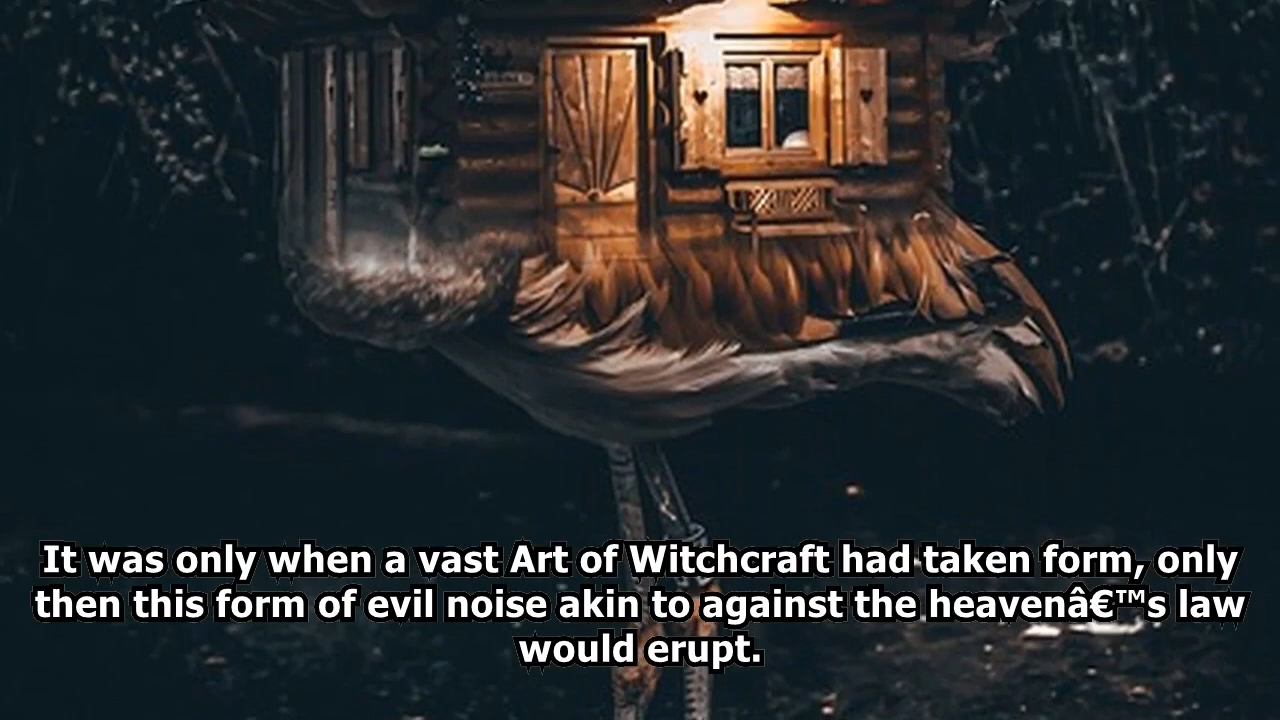 It was only when a vast Art of Witchcraft had taken form, only
then this form of evil noise akin to against the heavenâ€™s law
would erupt.